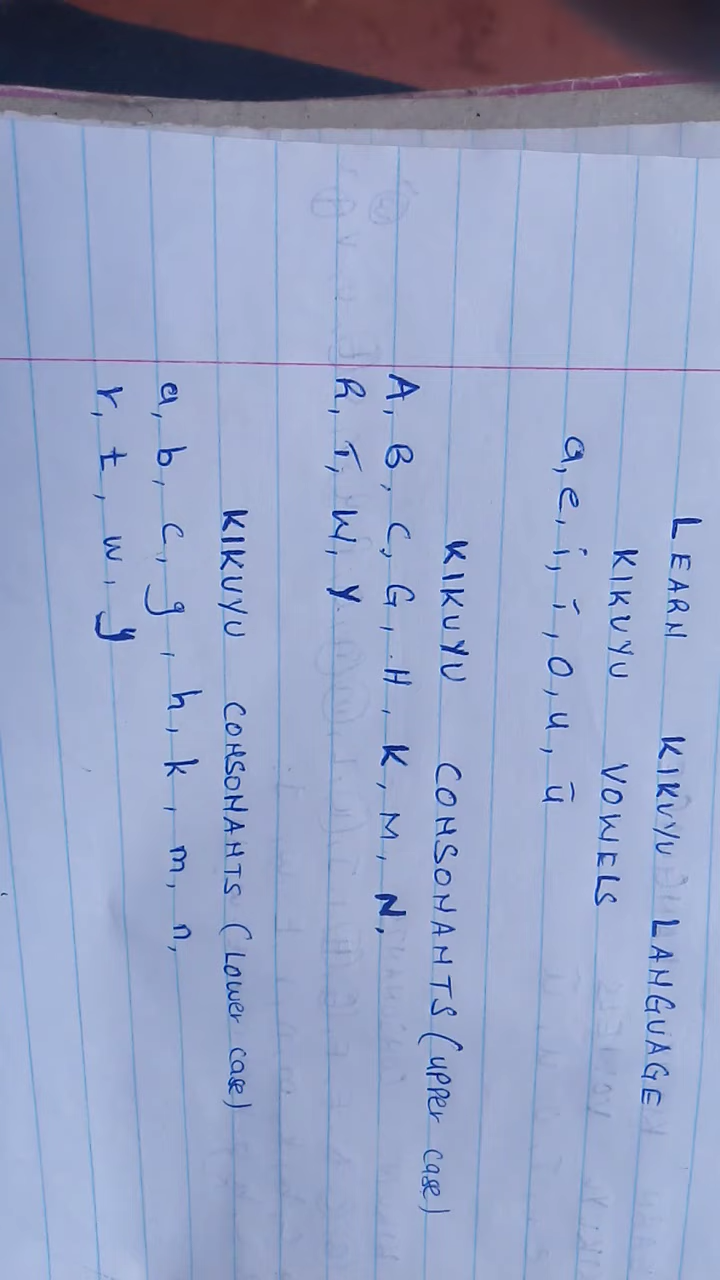 LEARN KIKUYU LANGUAGE
KIKUYU VOWELS
a, e, i, ī, o, u, ū
KIKUYU CONSONANTS (upper case)
A, B, C, G, H, K, M, N,
R, T, W, Y
KIKUYU CONSONANTS (lower case)
a, b, c, g, h, k, m, n,
r, t, w, y